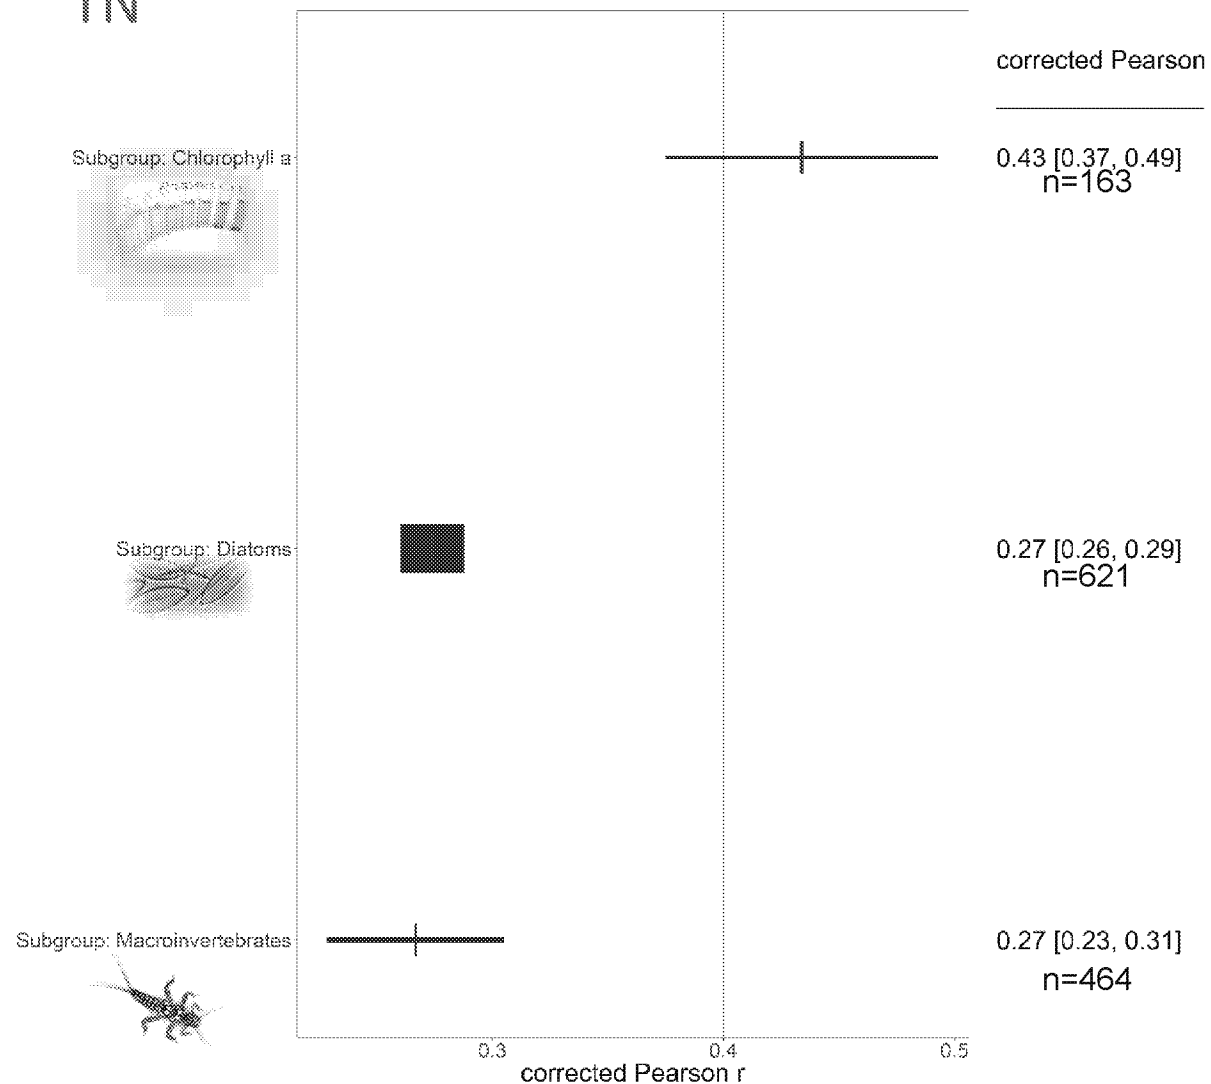 TN
corrected Pearson
Subgroup: Chlorophyll a
0.43 [0.37, 0.49]
n=163
Subgroup: Diatoms
0.27 [0.26, 0.29]
n=621
Subgroup: Macroinvertebrates
0.27 [0.23, 0.31]
n=464
0.3 0.4 0.5
corrected Pearson r